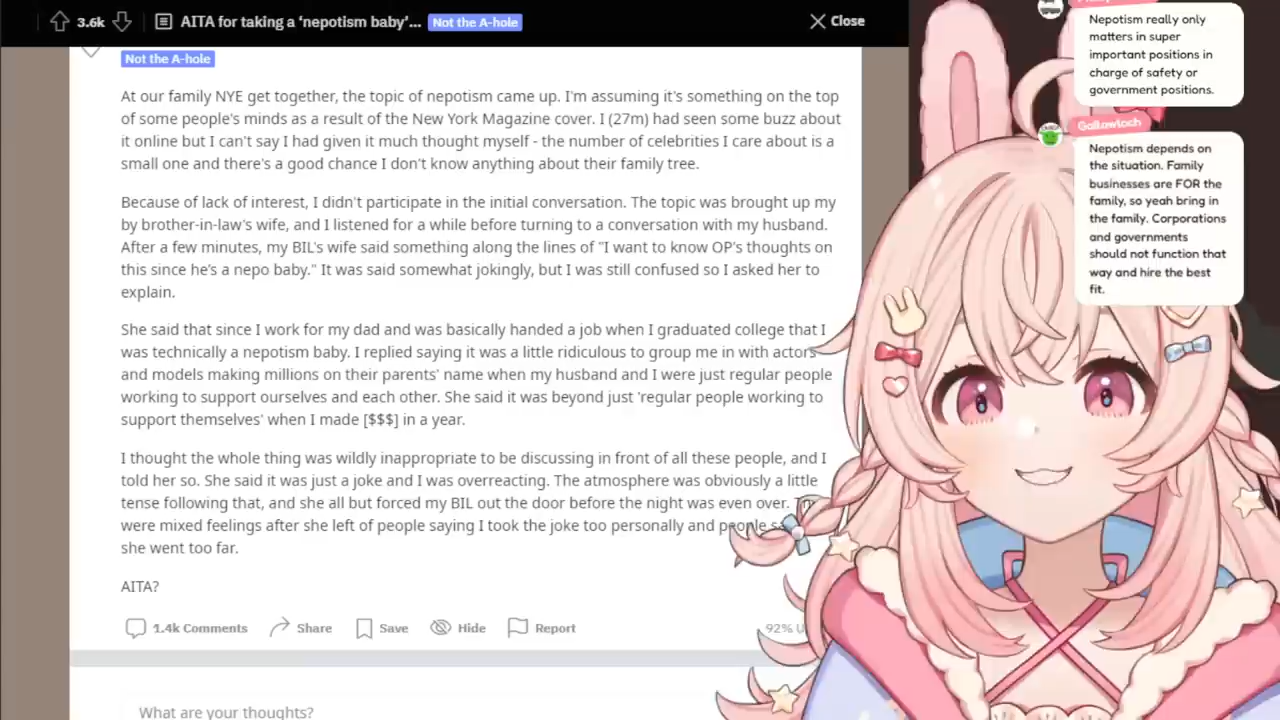 3.6k
AITA for taking a ‘nepotism baby’...
Not the A-hole
Close
Not the A-hole
At our family NYE get together, the topic of nepotism came up. I'm assuming it's something on the top
of some people's minds as a result of the New York Magazine cover. I (27m) had seen some buzz about
it online but I can't say I had given it much thought myself - the number of celebrities I care about is a
small one and there's a good chance I don't know anything about their family tree.
Because of lack of interest, I didn't participate in the initial conversation. The topic was brought up my
by brother-in-law's wife, and I listened for a while before turning to a conversation with my husband.
After a few minutes, my BIL's wife said something along the lines of "I want to know OP's thoughts on
this since he's a nepo baby." It was said somewhat jokingly, but I was still confused so I asked her to
explain.
She said that since I work for my dad and was basically handed a job when I graduated college that I
was technically a nepotism baby. I replied saying it was a little ridiculous to group me in with actors
and models making millions on their parents' name when my husband and I were just regular people
working to support ourselves and each other. She said it was beyond just 'regular people working to
support themselves' when I made [$$$] in a year.
I thought the whole thing was wildly inappropriate to be discussing in front of all these people, and I
told her so. She said it was just a joke and I was overreacting. The atmosphere was obviously a little
tense following that, and she all but forced my BIL out the door before the night was even over.
were mixed feelings after she left of people saying I took the joke too personally and people
she went too far.
AITA?
1.4k Comments
Share
Save
Hide
Report
92%
What are your thoughts?
Nepotism really only
matters in super
important positions in
charge of safety or
government positions.
Gallowloch
Nepotism depends on
the situation. Family
businesses are FOR the
family, so yeah bring in
the family. Corporations
and governments
should not function that
way and hire the best
fit.